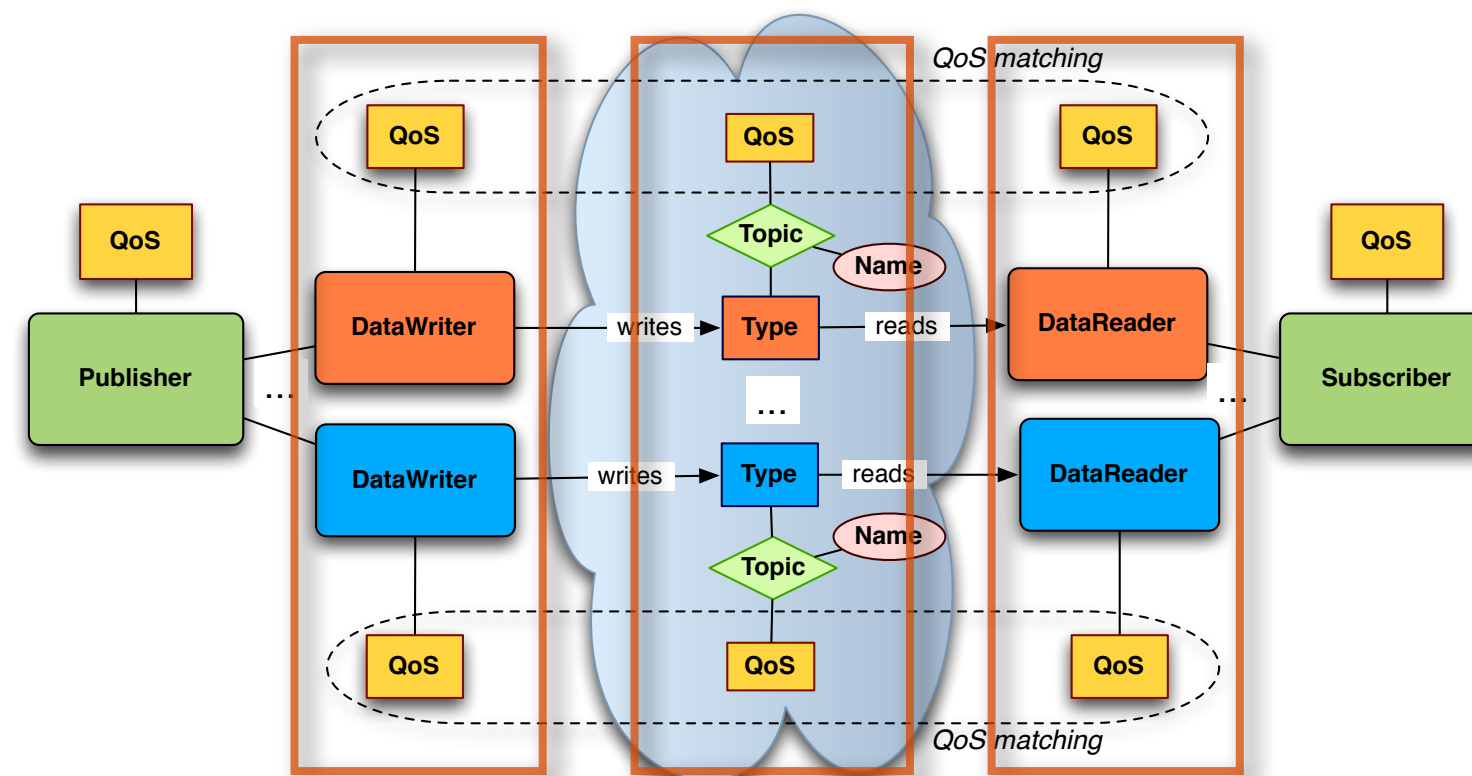 QoS matching
QoS
QoS
QoS
QoS
QoS
Topic
Name
DataWriter
writes
Type
reads
DataReader
Publisher
...
...
...
Subscriber
DataWriter
writes
Type
reads
DataReader
Name
Topic
QoS
QoS
QoS
QoS matching